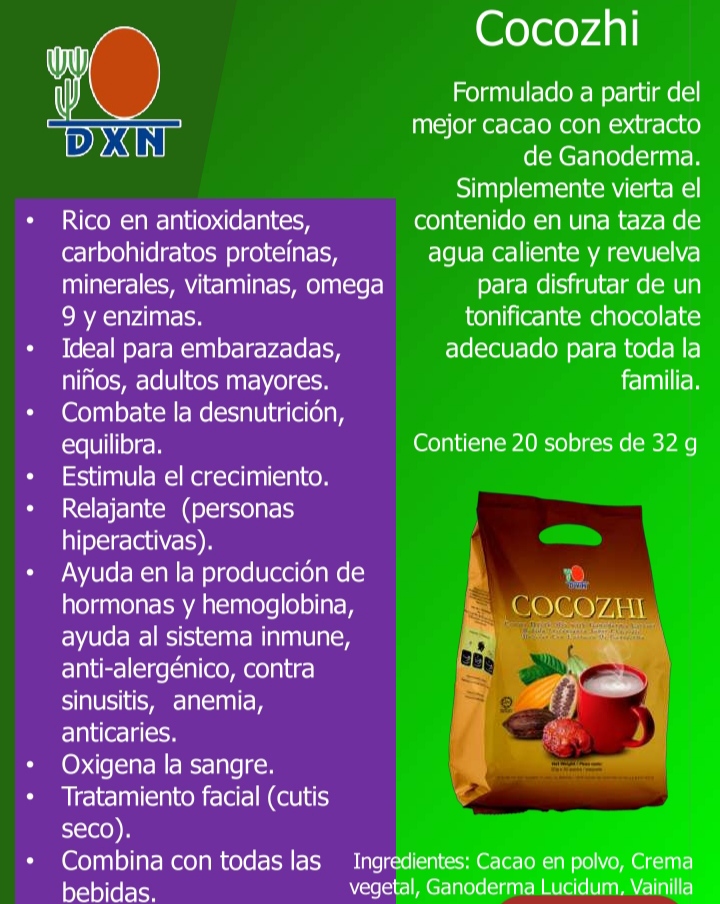 Cocozhi
DXN
Formulado a partir del
mejor cacao con extracto
de Ganoderma.
Simplemente vierta el
contenido en una taza de
agua caliente y revuelva
para disfrutar de un
tonificante chocolate
adecuado para toda la
familia.
Contiene 20 sobres de 32 g
• Rico en antioxidantes,
carbohidratos proteínas,
minerales, vitaminas, omega
9 y enzimas.
• Ideal para embarazadas,
niños, adultos mayores.
• Combate la desnutrición,
equilibra.
• Estimula el crecimiento.
• Relajante (personas
hiperactivas).
• Ayuda en la producción de
hormonas y hemoglobina,
ayuda al sistema inmune,
anti-alergénico, contra
sinusitis, anemia,
anticaries.
• Oxigena la sangre.
• Tratamiento facial (cutis
seco).
• Combina con todas las
bebidas.
DXN
COCOZHI
Ingredientes: Cacao en polvo, Crema
vegetal, Ganoderma Lucidum, Vainilla